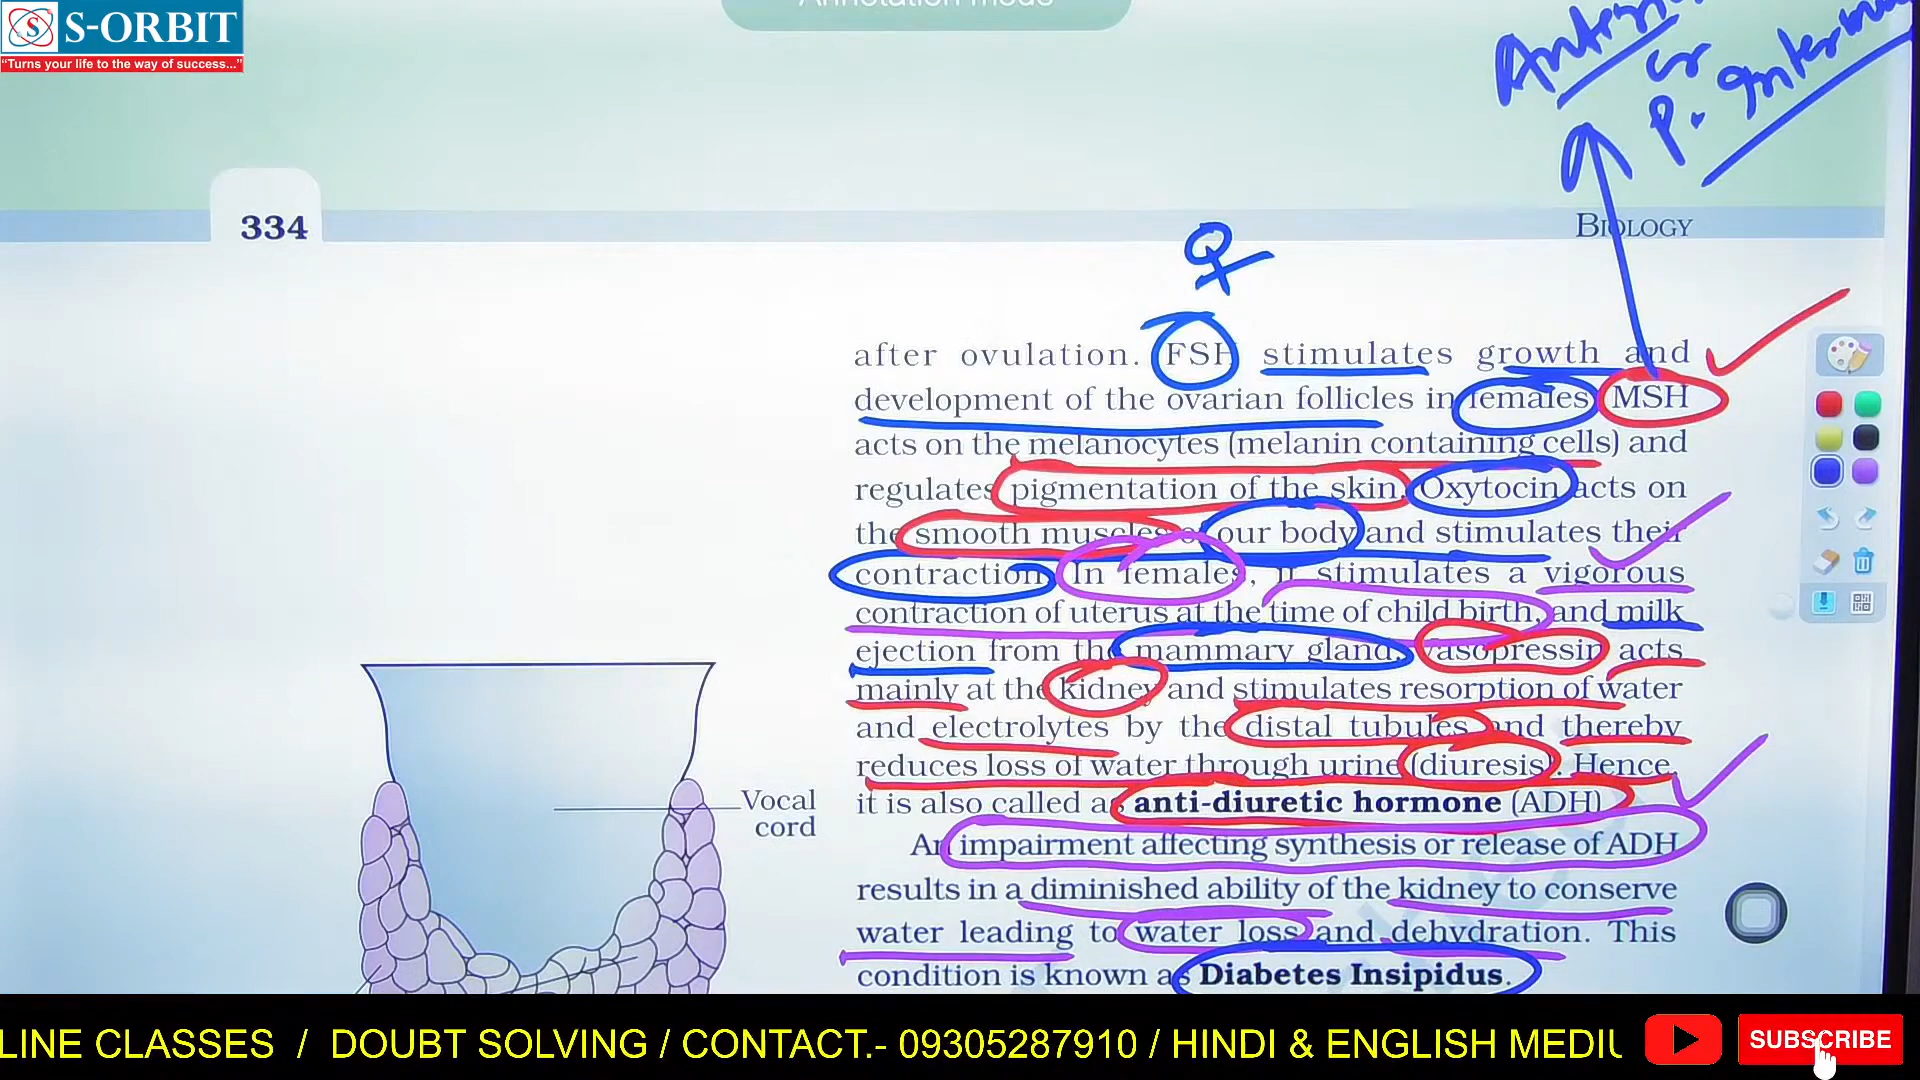 Annotation mode
S-ORBIT
"Turns your life to the way of success..."
or
P.
334
BIOLOGY
♀
after ovulation. FSH stimulates growth and
development of the ovarian follicles in females MSH
acts on the melanocytes (melanin containing cells) and
regulates pigmentation of the skin. Oxytocin acts on
the smooth muscles of our body and stimulates their
contraction. In females, it stimulates a vigorous
contraction of uterus at the time of child birth, and milk
ejection from the mammary gland. Vasopressin acts
mainly at the kidney and stimulates resorption of water
and electrolytes by the distal tubules and thereby
reduces loss of water through urine (diuresis). Hence,
it is also called as anti-diuretic hormone (ADH)
An impairment affecting synthesis or release of ADH
results in a diminished ability of the kidney to conserve
water leading to water loss and dehydration. This
condition is known as Diabetes Insipidus.
Vocal
cord
LINE CLASSES / DOUBT SOLVING / CONTACT.- 09305287910 / HINDI & ENGLISH MEDIU
SUBSCRIBE